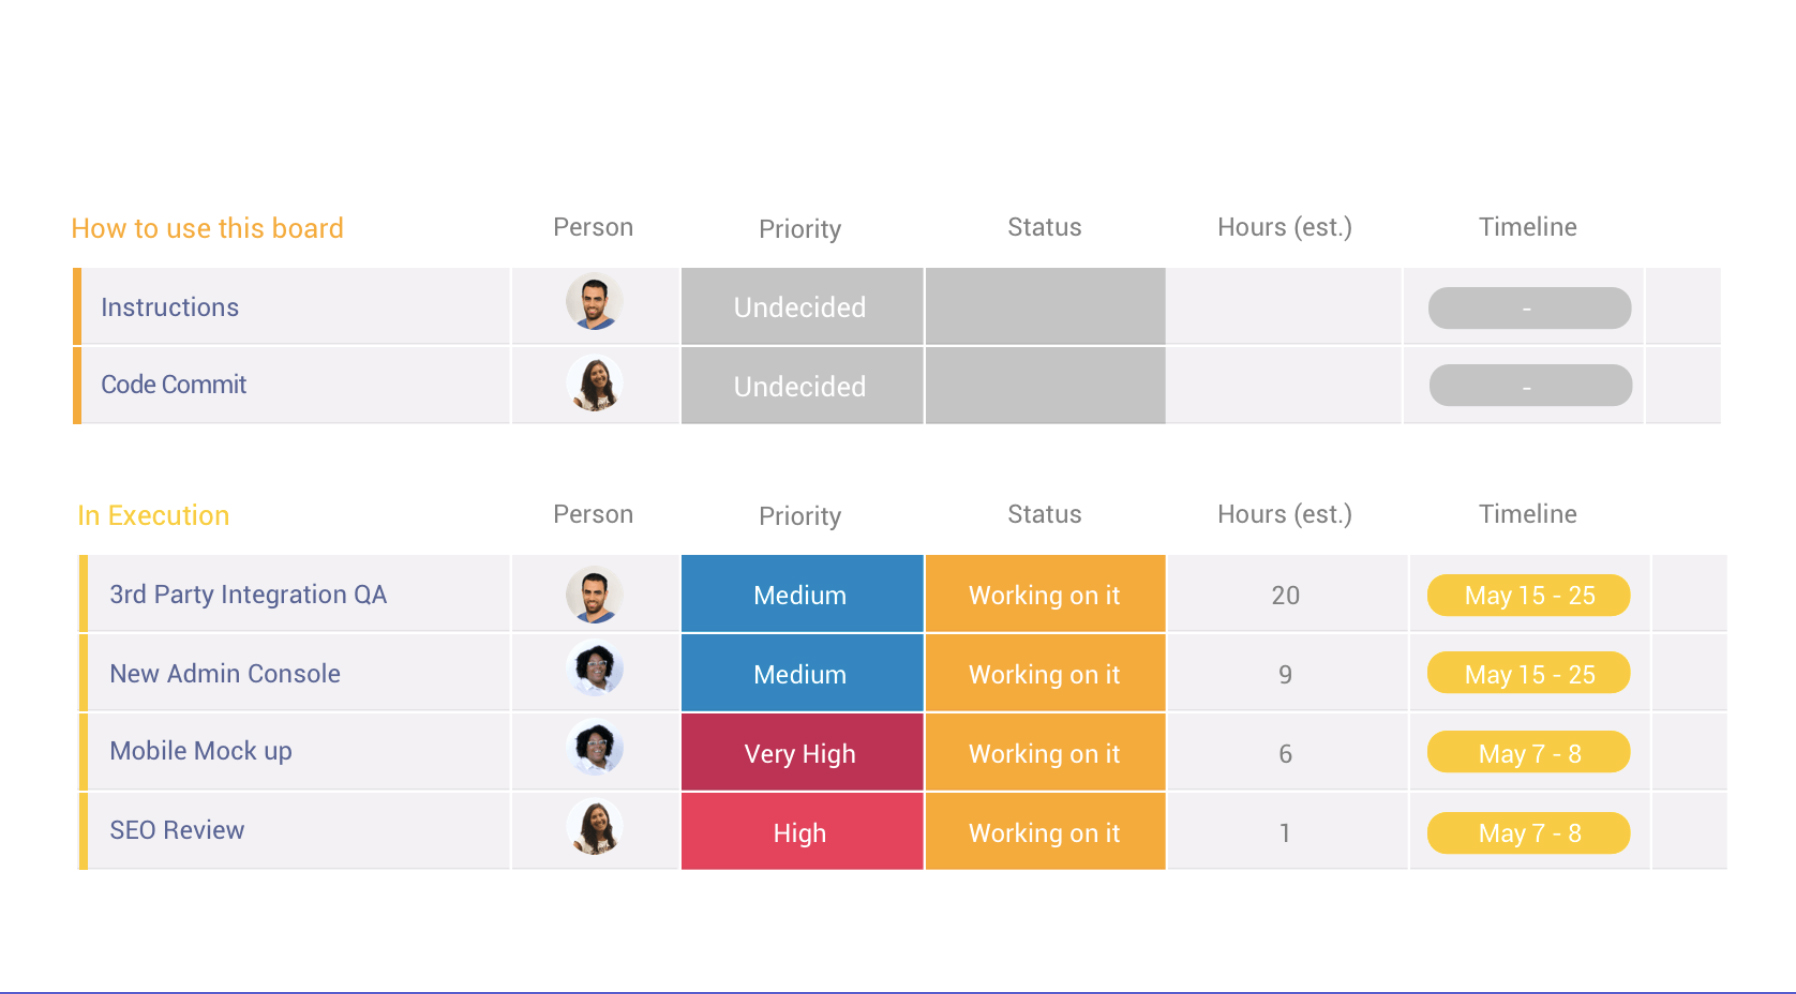 How to use this board Person Priority Status Hours (est.) Timeline
Instructions Undecided -
Code Commit Undecided -
In Execution Person Priority Status Hours (est.) Timeline
3rd Party Integration QA Medium Working on it 20 May 15 - 25
New Admin Console Medium Working on it 9 May 15 - 25
Mobile Mock up Very High Working on it 6 May 7 - 8
SEO Review High Working on it 1 May 7 - 8